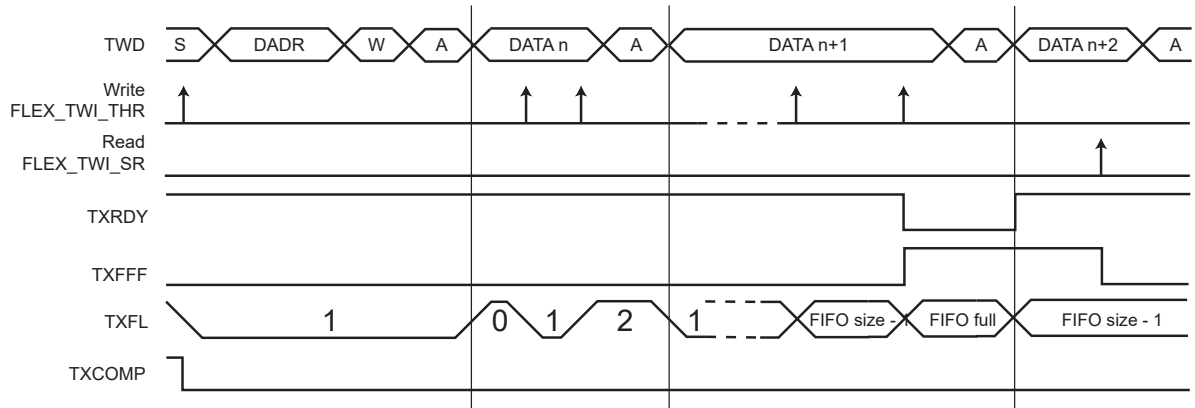 TWD S DADR W A DATA n A DATA n+1 A DATA n+2 A
Write
FLEX_TWI_THR
Read
FLEX_TWI_SR
TXRDY
TXFFF
TXFL 1 0 1 2 1 FIFO size - 1 FIFO full FIFO size - 1
TXCOMP